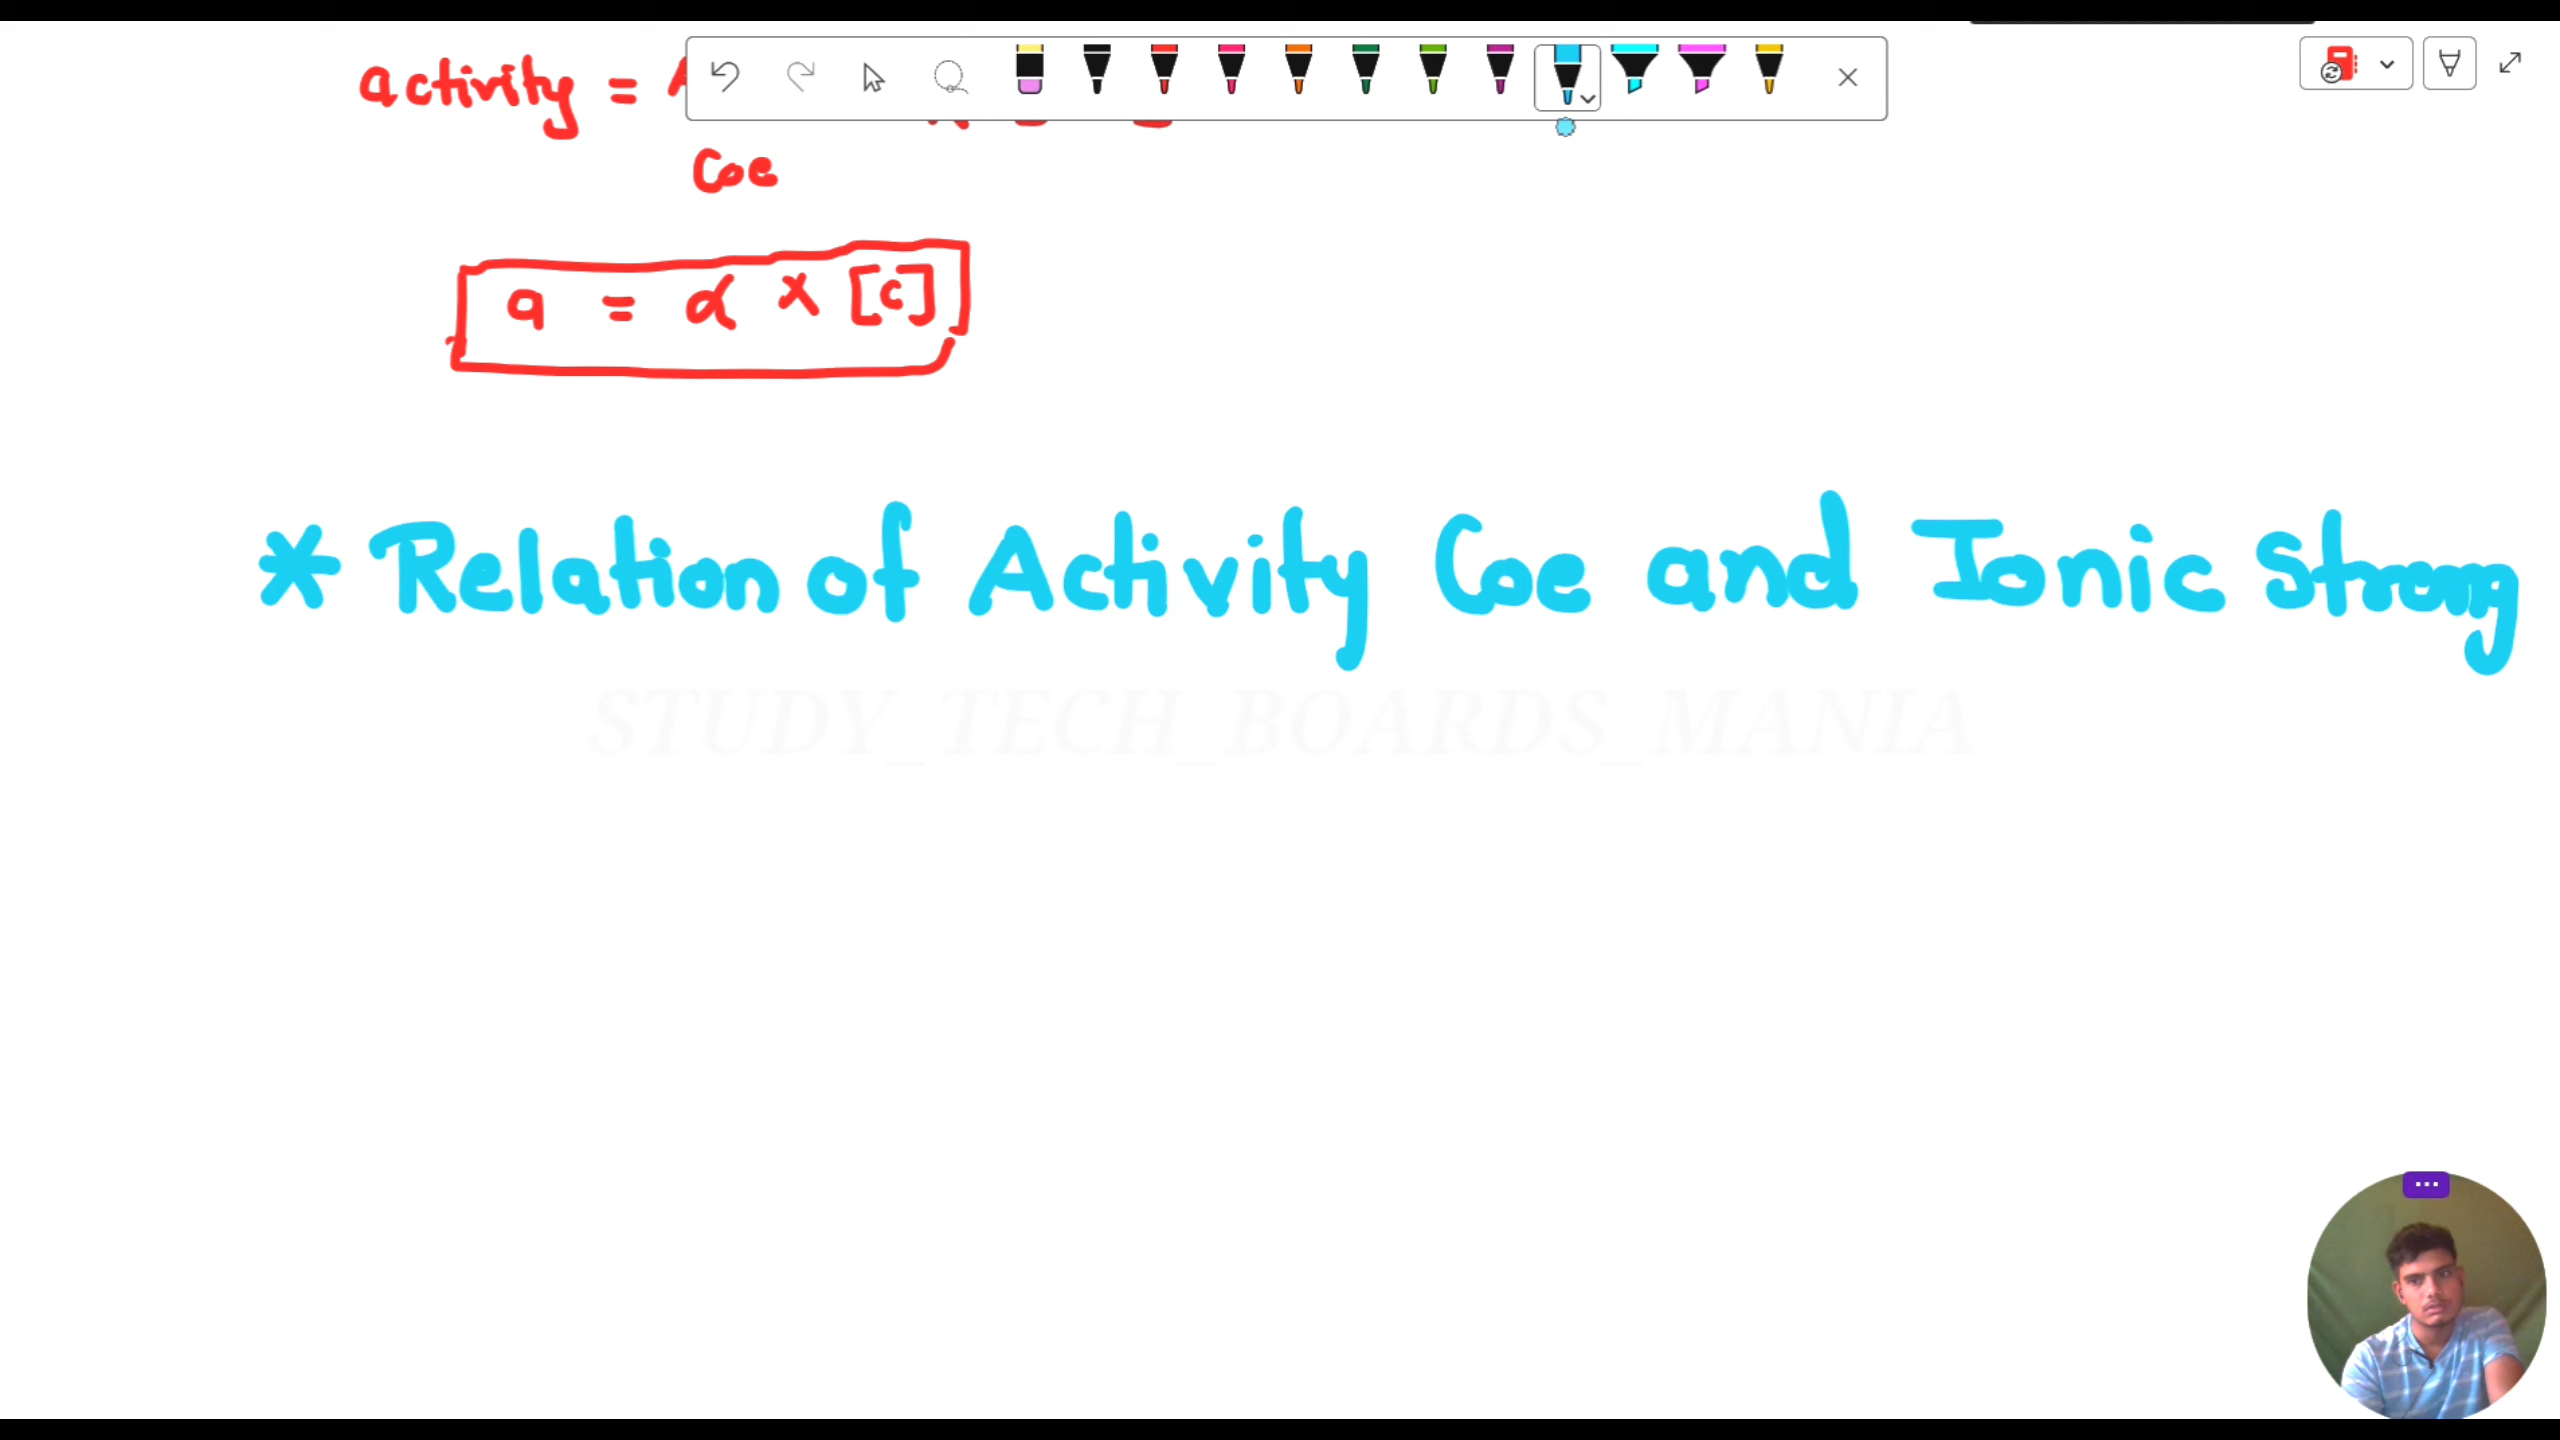 activity =
Coe
a = α × [c]
* Relation of Activity Coe and Ionic Strong
STUDY_TECH_BOARDS_MANIA